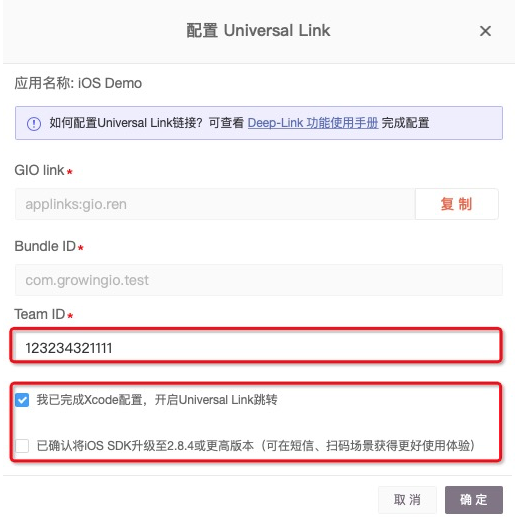 配置 Universal Link
应用名称: iOS Demo
如何配置Universal Link链接？可查看 Deep-Link 功能使用手册 完成配置
GIO link*
applinks:gio.ren
复 制
Bundle ID*
com.growingio.test
Team ID*
123234321111
我已完成Xcode配置，开启Universal Link跳转
已确认将iOS SDK升级至2.8.4或更高版本（可在短信、扫码场景获得更好使用体验）
取 消
确 定